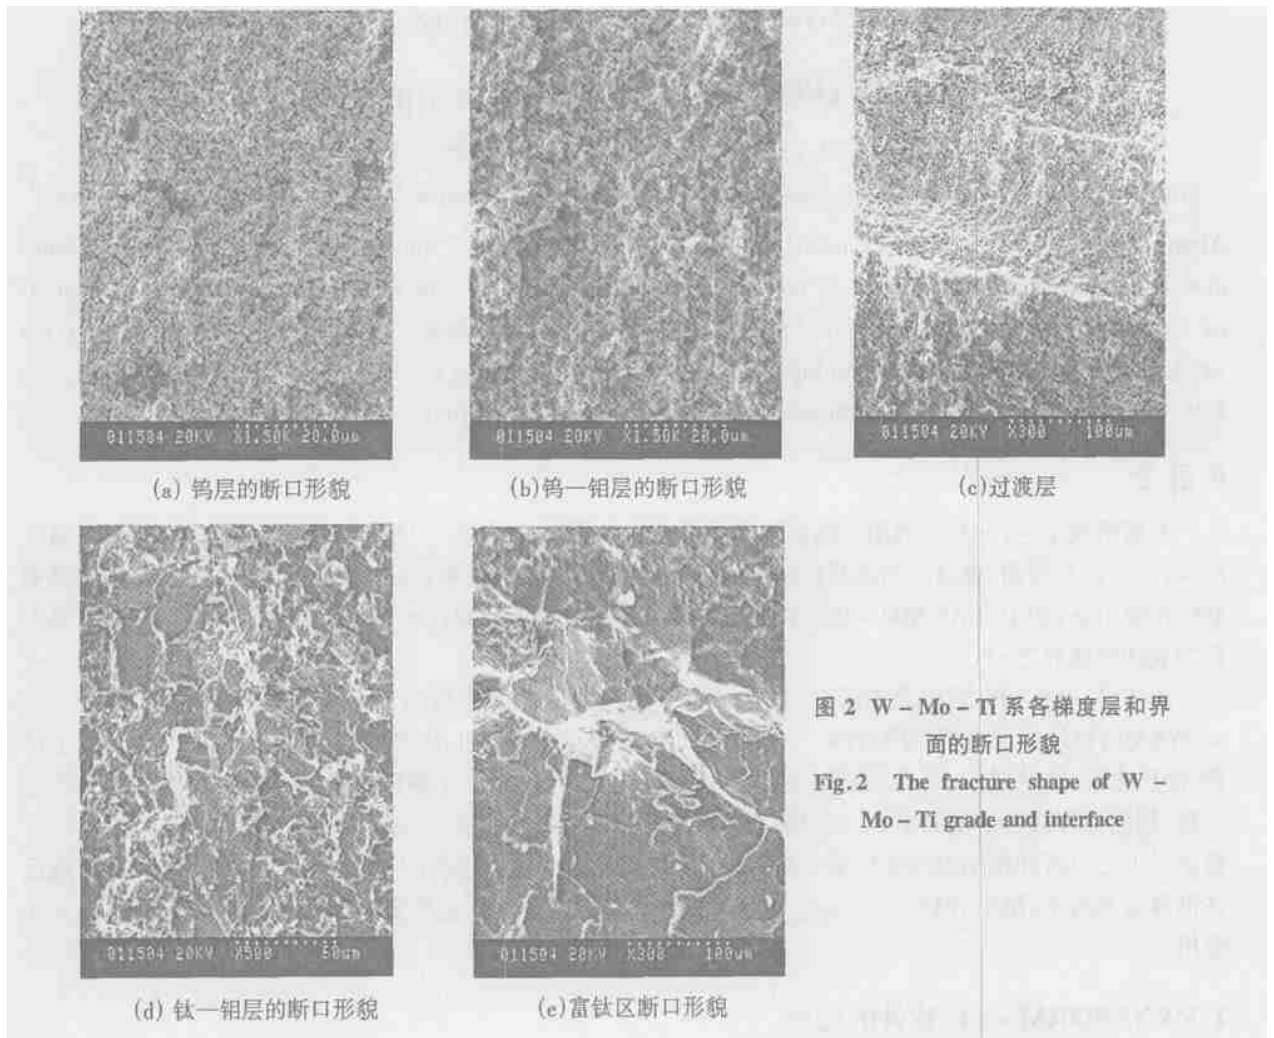 011504 20KV X1.50K 20.0um
011504 20KV X1.50K 20.0um
011504 20KV X300 100um
(a) 钨层的断口形貌
(b)钨—钼层的断口形貌
(c)过渡层
011504 20KV X500 60um
011504 20KV X300 100um
图 2 W – Mo – Ti 系各梯度层和界
面的断口形貌
Fig.2 The fracture shape of W –
Mo – Ti grade and interface
(d) 钛—钼层的断口形貌
(e)富钛区断口形貌